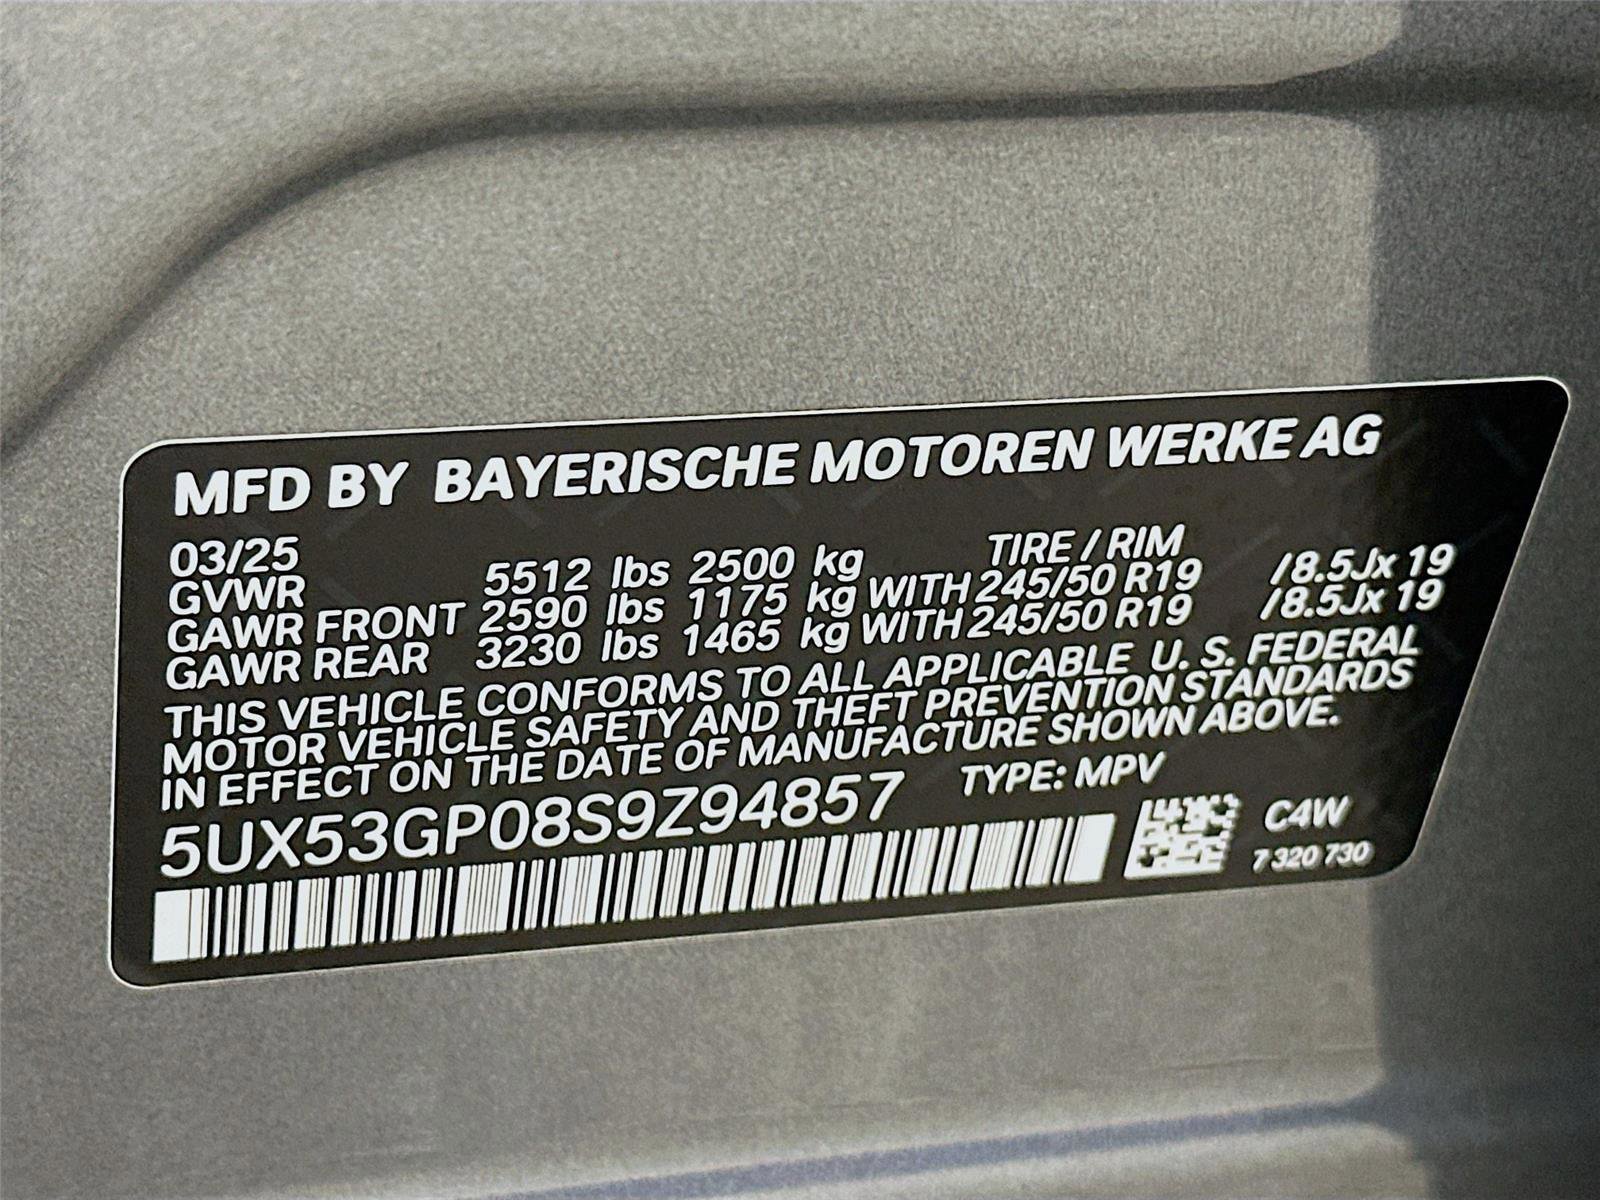 MFD BY BAYERISCHE MOTOREN WERKE AG
03/25 TIRE / RIM
GVWR 5512 lbs 2500 kg
GAWR FRONT 2590 lbs 1175 kg WITH 245/50 R19 /8.5Jx 19
GAWR REAR 3230 lbs 1465 kg WITH 245/50 R19 /8.5Jx 19
THIS VEHICLE CONFORMS TO ALL APPLICABLE U. S. FEDERAL
MOTOR VEHICLE SAFETY AND THEFT PREVENTION STANDARDS
IN EFFECT ON THE DATE OF MANUFACTURE SHOWN ABOVE.
5UX53GP08S9Z94857 TYPE: MPV
C4W
7 320 730